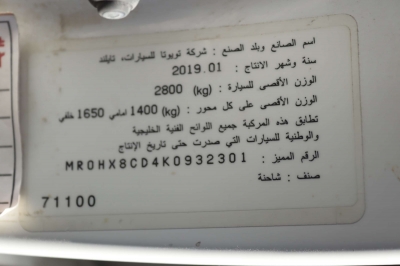 اسم الصانع وبلد الصنع : شركة تويوتا للسيارات، تايلند
سنة وشهر الانتاج : 2019.01
الوزن الأقصى للسيارة : 2800 (kg)
الوزن الأقصى على كل محور : 1400 (kg) امامي 1650 خلفي
تطابق هذه المركبة جميع اللوائح الفنية الخليجية
والوطنية للسيارات التي صدرت حتى تاريخ الإنتاج
الرقم المميز : MR0HX8CD4K0932301
صنف : شاحنة
71100